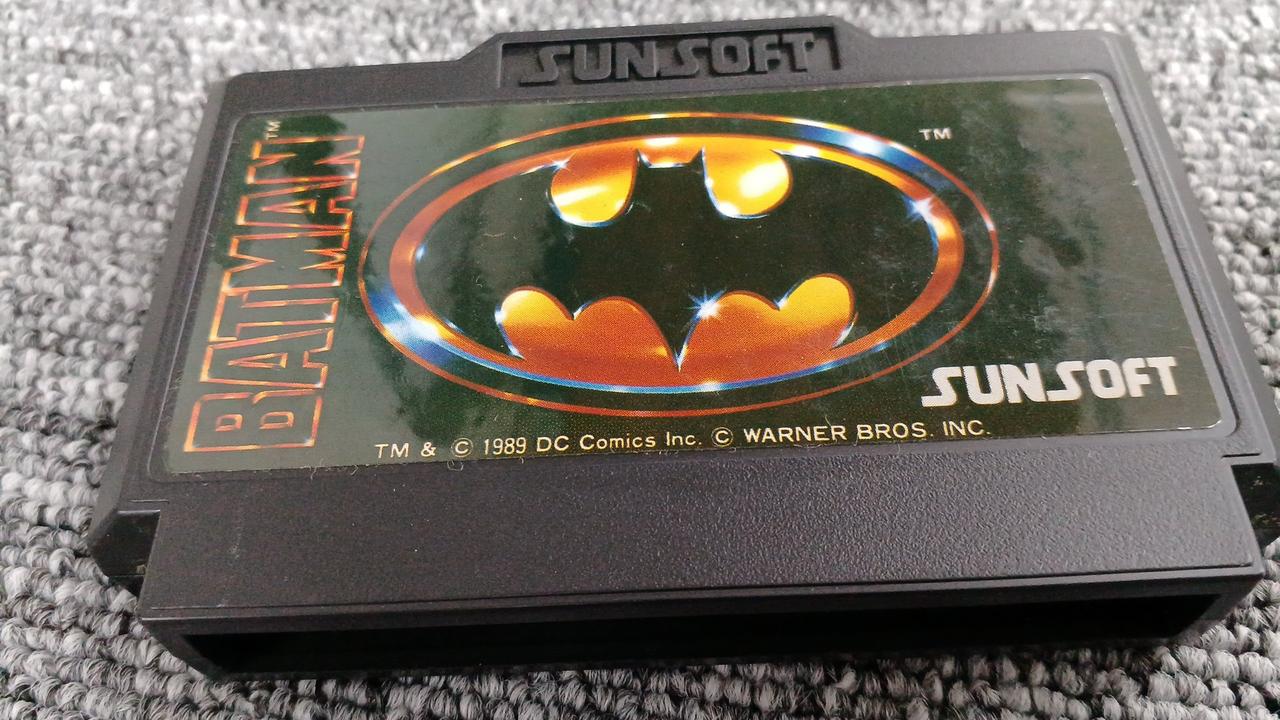 SUNSOFT
BATMAN™
TM
SUNSOFT
TM & © 1989 DC Comics Inc. © WARNER BROS. INC.